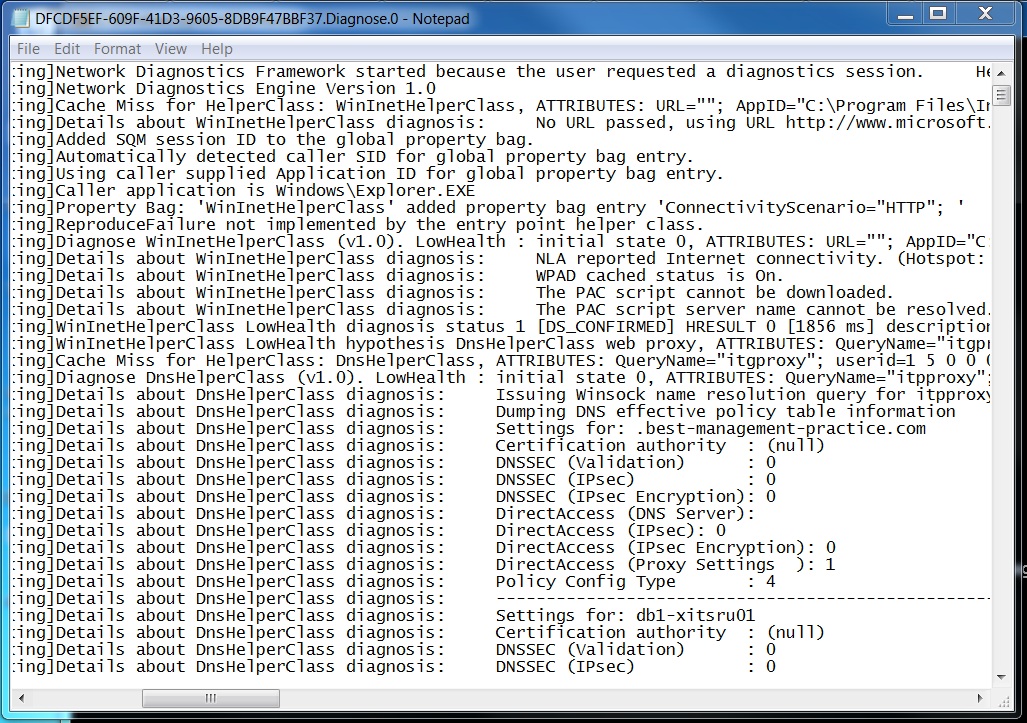 DFCDF5EF-609F-41D3-9605-8DB9F47BBF37.Diagnose.0 - Notepad
File Edit Format View Help
:ing]Network Diagnostics Framework started because the user requested a diagnostics session. He
:ing]Network Diagnostics Engine Version 1.0
:ing]Cache Miss for HelperClass: WinInetHelperClass, ATTRIBUTES: URL=""; AppID="C:\Program Files\In
:ing]Details about WinInetHelperClass diagnosis: No URL passed, using URL http://www.microsoft.
:ing]Added SQM session ID to the global property bag.
:ing]Automatically detected caller SID for global property bag entry.
:ing]Using caller supplied Application ID for global property bag entry.
:ing]Caller application is Windows\Explorer.EXE
:ing]Property Bag: 'WinInetHelperClass' added property bag entry 'ConnectivityScenario="HTTP"; '
:ing]ReproduceFailure not implemented by the entry point helper class.
:ing]Diagnose WinInetHelperClass (v1.0). LowHealth : initial state 0, ATTRIBUTES: URL=""; AppID="C:
:ing]Details about WinInetHelperClass diagnosis: NLA reported Internet connectivity. (Hotspot:
:ing]Details about WinInetHelperClass diagnosis: WPAD cached status is On.
:ing]Details about WinInetHelperClass diagnosis: The PAC script cannot be downloaded.
:ing]Details about WinInetHelperClass diagnosis: The PAC script server name cannot be resolved.
:ing]WinInetHelperClass LowHealth diagnosis status 1 [DS_CONFIRMED] HRESULT 0 [1856 ms] description
:ing]WinInetHelperClass LowHealth hypothesis DnsHelperClass web proxy, ATTRIBUTES: QueryName="itgpr
:ing]Cache Miss for HelperClass: DnsHelperClass, ATTRIBUTES: QueryName="itgproxy"; userid=1 5 0 0 0
:ing]Diagnose DnsHelperClass (v1.0). LowHealth : initial state 0, ATTRIBUTES: QueryName="itpproxy";
:ing]Details about DnsHelperClass diagnosis: Issuing Winsock name resolution query for itpproxy
:ing]Details about DnsHelperClass diagnosis: Dumping DNS effective policy table information
:ing]Details about DnsHelperClass diagnosis: Settings for: .best-management-practice.com
:ing]Details about DnsHelperClass diagnosis: Certification authority : (null)
:ing]Details about DnsHelperClass diagnosis: DNSSEC (Validation) : 0
:ing]Details about DnsHelperClass diagnosis: DNSSEC (IPsec) : 0
:ing]Details about DnsHelperClass diagnosis: DNSSEC (IPsec Encryption): 0
:ing]Details about DnsHelperClass diagnosis: DirectAccess (DNS Server):
:ing]Details about DnsHelperClass diagnosis: DirectAccess (IPsec): 0
:ing]Details about DnsHelperClass diagnosis: DirectAccess (IPsec Encryption): 0
:ing]Details about DnsHelperClass diagnosis: DirectAccess (Proxy Settings ): 1
:ing]Details about DnsHelperClass diagnosis: Policy Config Type : 4
:ing]Details about DnsHelperClass diagnosis: --------------------------------------------------
:ing]Details about DnsHelperClass diagnosis: Settings for: db1-xitsru01
:ing]Details about DnsHelperClass diagnosis: Certification authority : (null)
:ing]Details about DnsHelperClass diagnosis: DNSSEC (Validation) : 0
:ing]Details about DnsHelperClass diagnosis: DNSSEC (IPsec) : 0